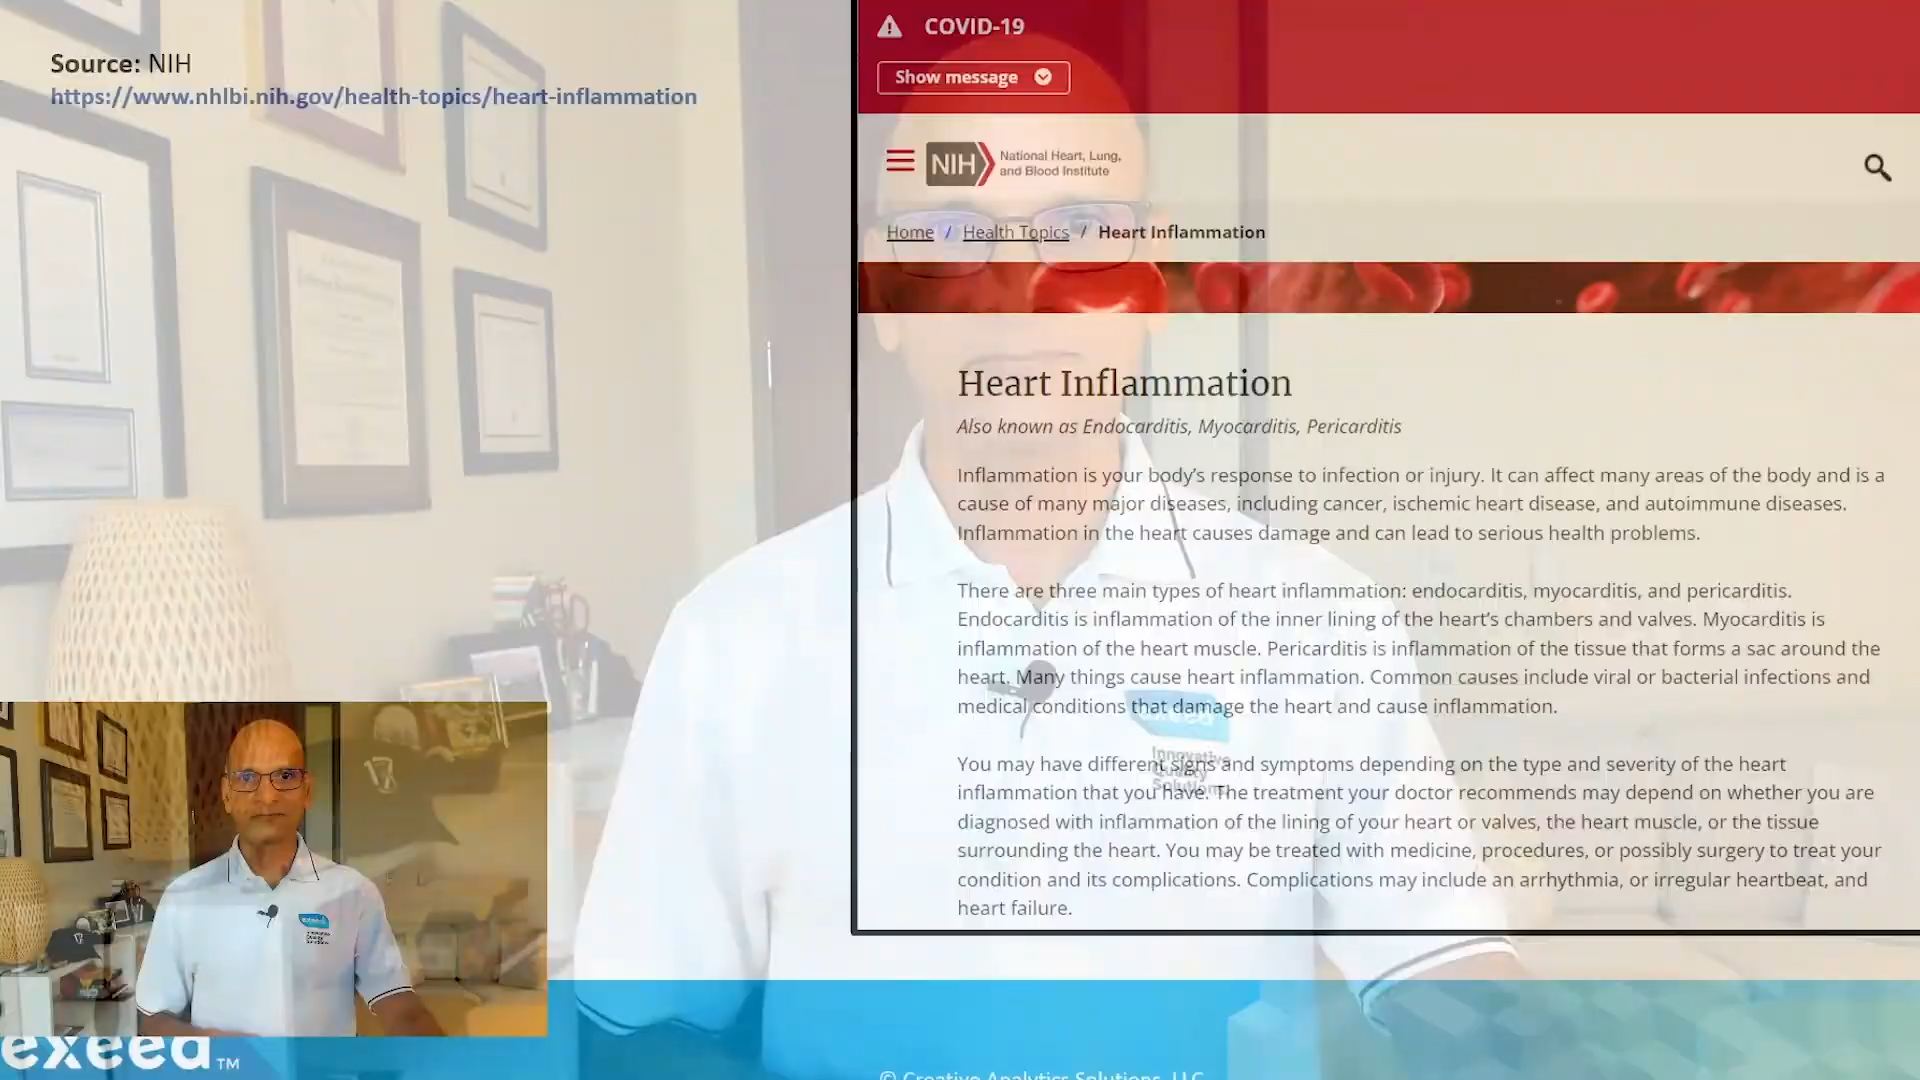 Source: NIH
https://www.nhlbi.nih.gov/health-topics/heart-inflammation
COVID-19
Show message
NIH
National Heart, Lung,
and Blood Institute
Home / Health Topics / Heart Inflammation
Heart Inflammation
Also known as Endocarditis, Myocarditis, Pericarditis
Inflammation is your body’s response to infection or injury. It can affect many areas of the body and is a
cause of many major diseases, including cancer, ischemic heart disease, and autoimmune diseases.
Inflammation in the heart causes damage and can lead to serious health problems.
There are three main types of heart inflammation: endocarditis, myocarditis, and pericarditis.
Endocarditis is inflammation of the inner lining of the heart’s chambers and valves. Myocarditis is
inflammation of the heart muscle. Pericarditis is inflammation of the tissue that forms a sac around the
heart. Many things cause heart inflammation. Common causes include viral or bacterial infections and
medical conditions that damage the heart and cause inflammation.
You may have different signs and symptoms depending on the type and severity of the heart
inflammation that you have. The treatment your doctor recommends may depend on whether you are
diagnosed with inflammation of the lining of your heart or valves, the heart muscle, or the tissue
surrounding the heart. You may be treated with medicine, procedures, or possibly surgery to treat your
condition and its complications. Complications may include an arrhythmia, or irregular heartbeat, and
heart failure.
Innovative
Quality
Solutions
exeed™
© Creative Analytics Solutions, LLC